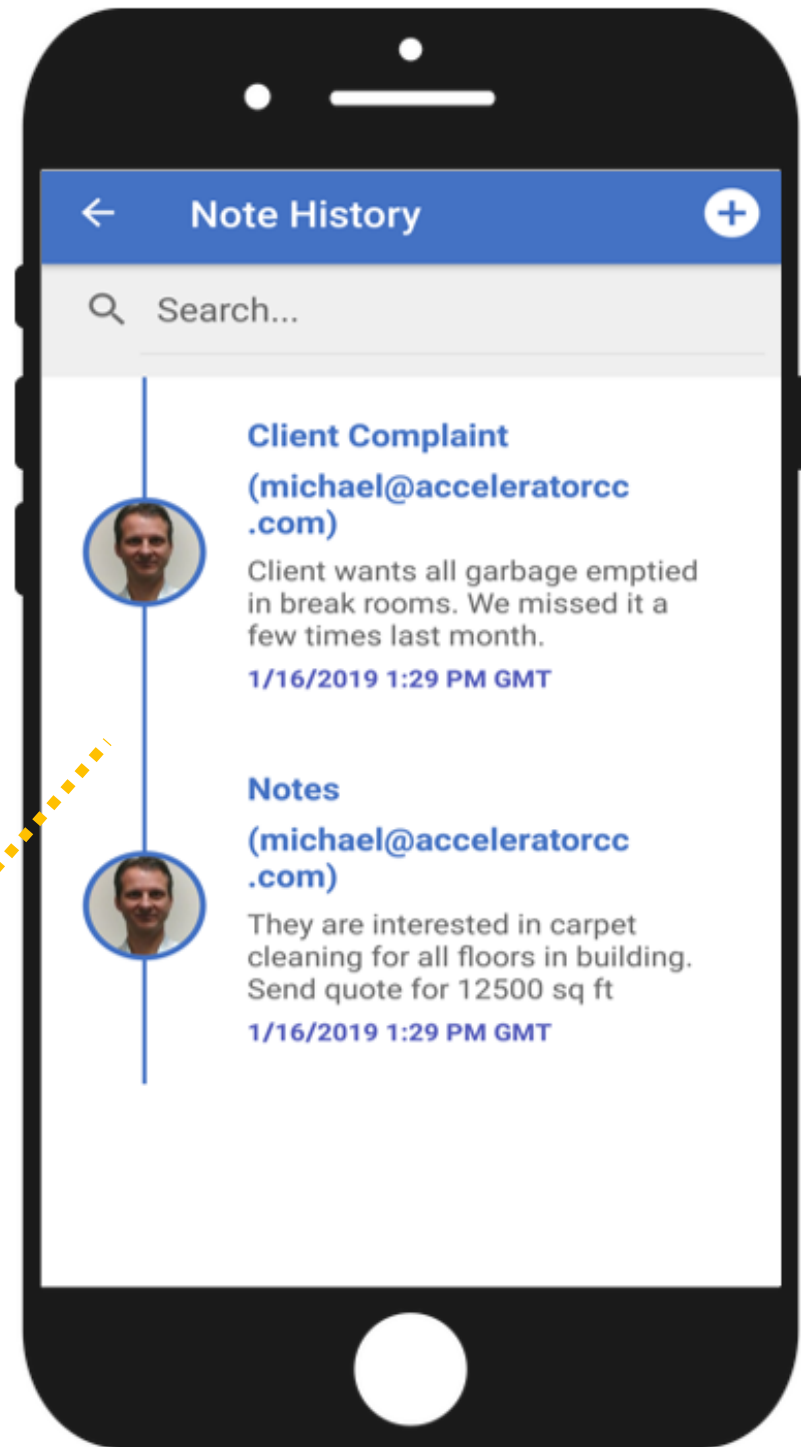 Note History
Search...
Client Complaint
(michael@acceleratorcc
.com)
Client wants all garbage emptied
in break rooms. We missed it a
few times last month.
1/16/2019 1:29 PM GMT
Notes
(michael@acceleratorcc
.com)
They are interested in carpet
cleaning for all floors in building.
Send quote for 12500 sq ft
1/16/2019 1:29 PM GMT